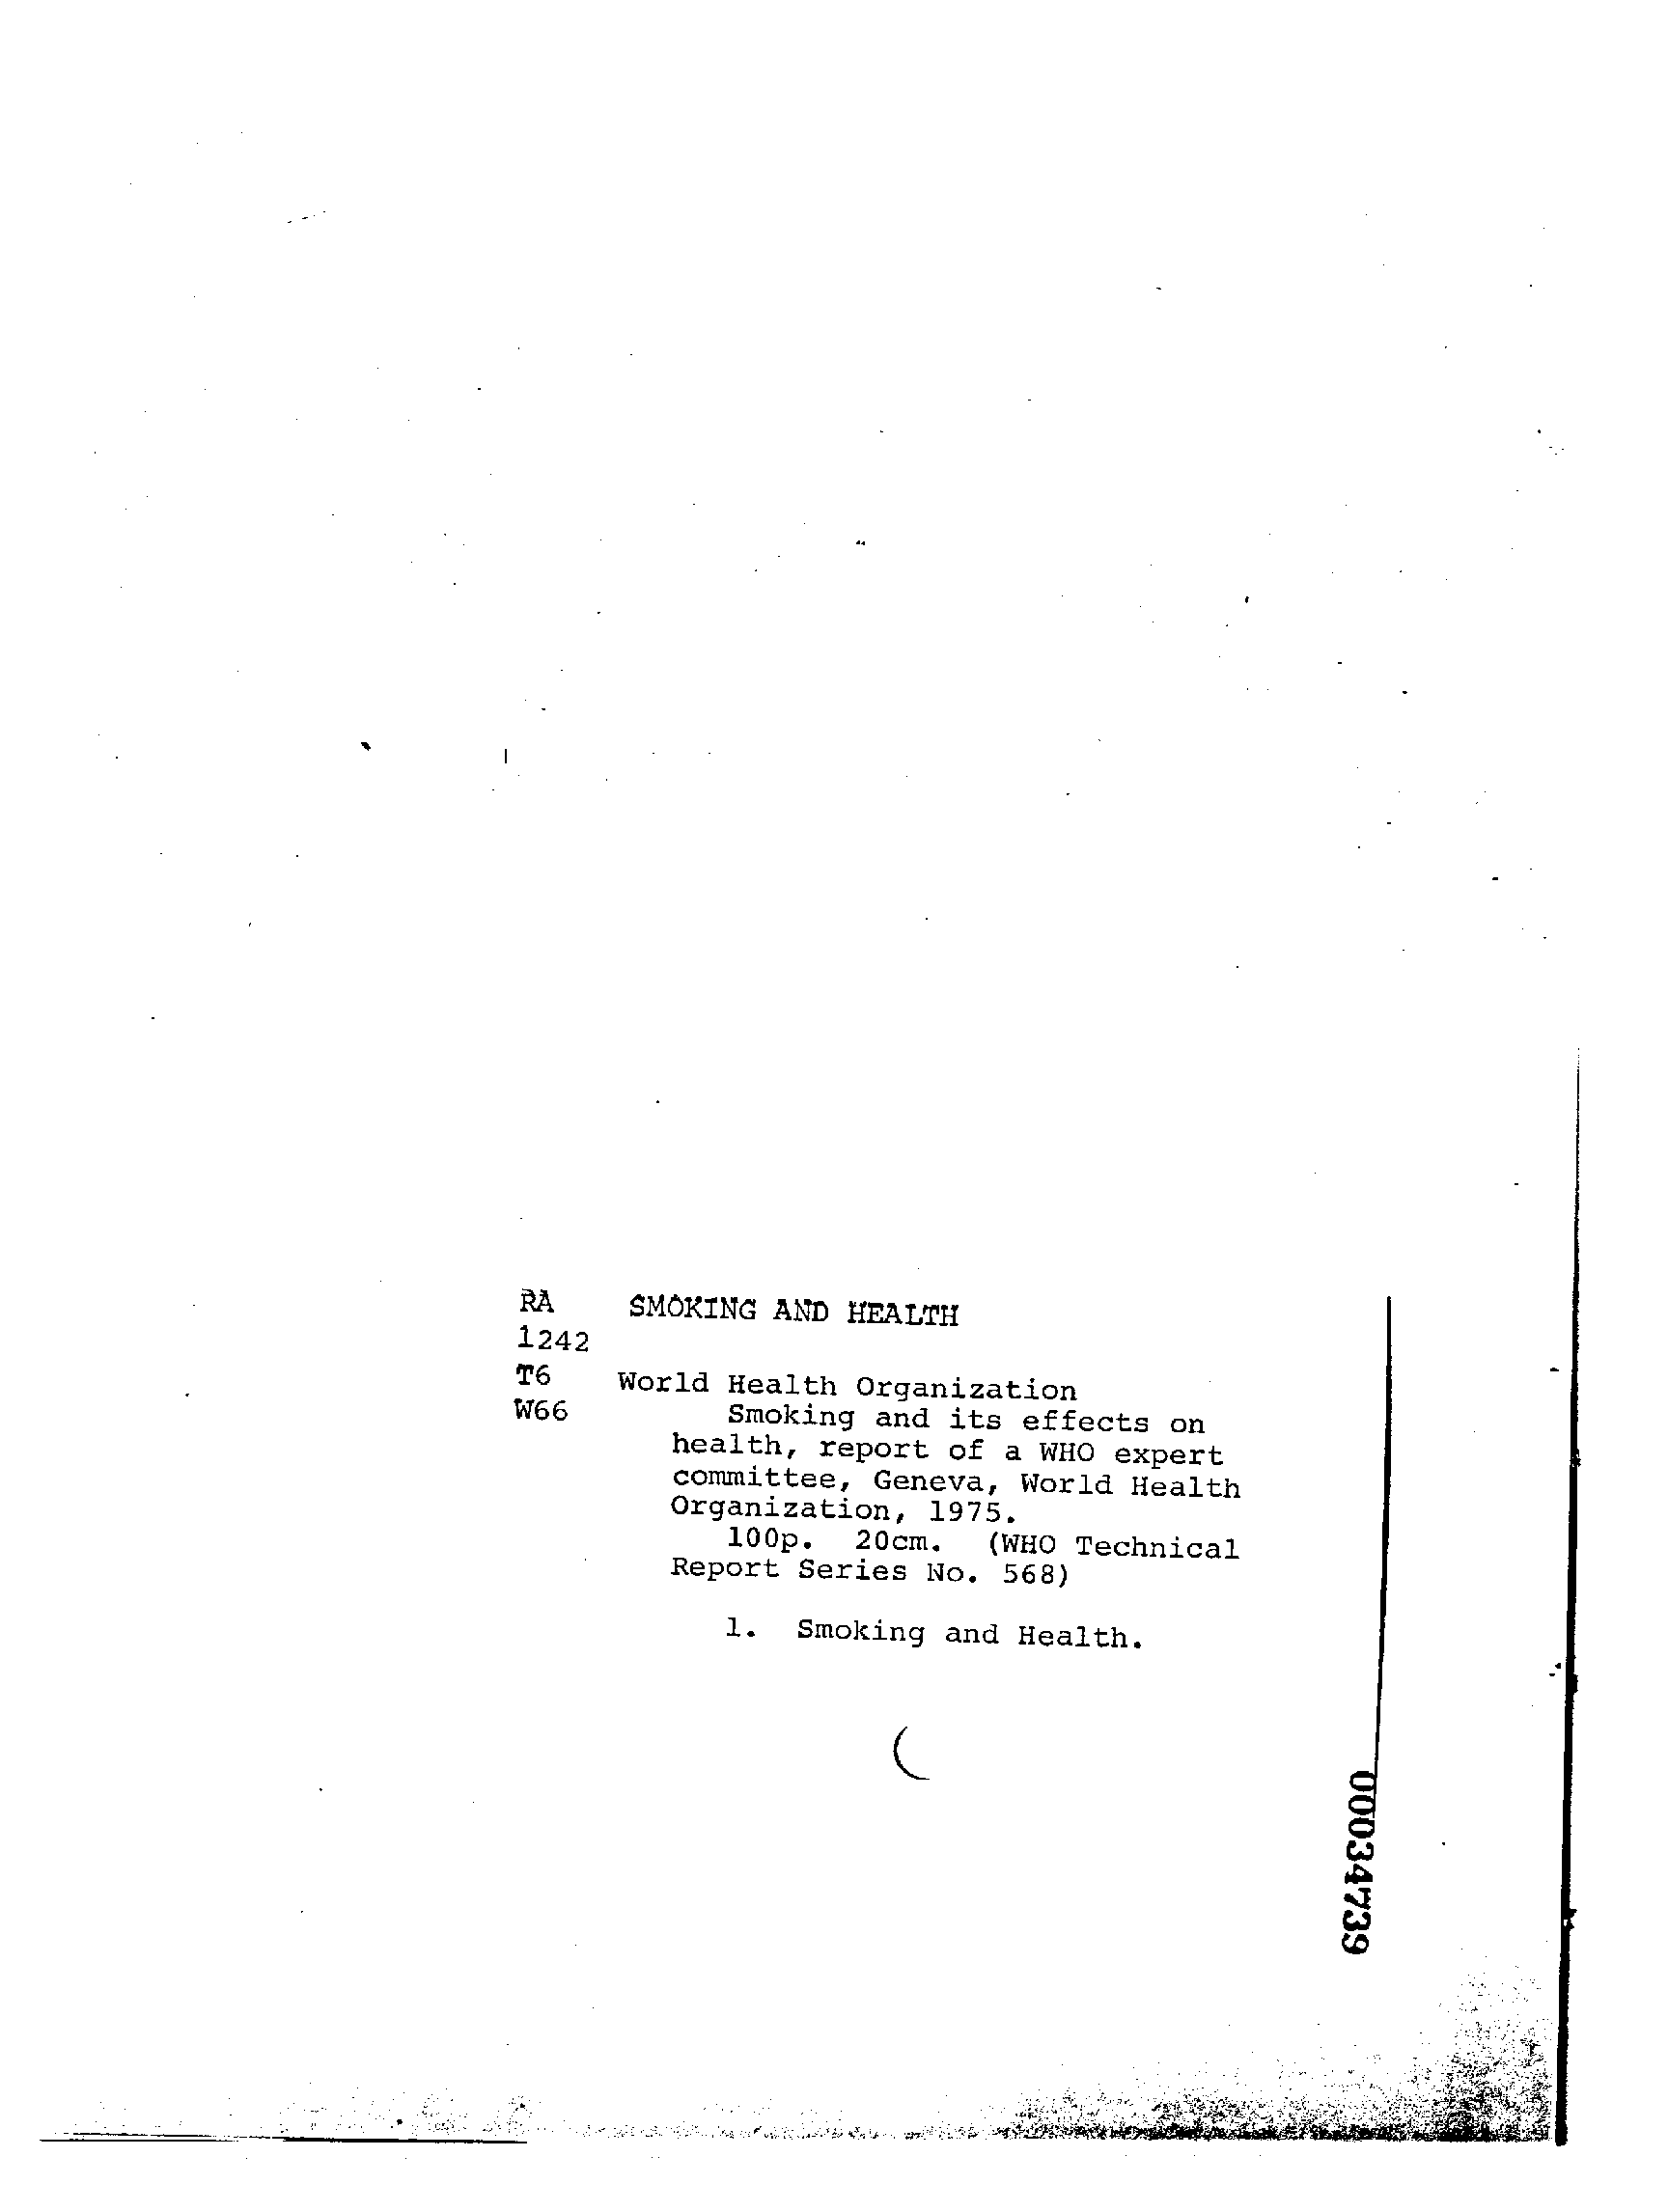 RA SMOKING AND HEALTH
1242
T6 World Health Organization
W66 Smoking and its effects on
health, report of a WHO expert
committee, Geneva, World Health
Organization, 1975.
100p. 20cm. (WHO Technical
Report Series No. 568)
1. Smoking and Health.
00034739